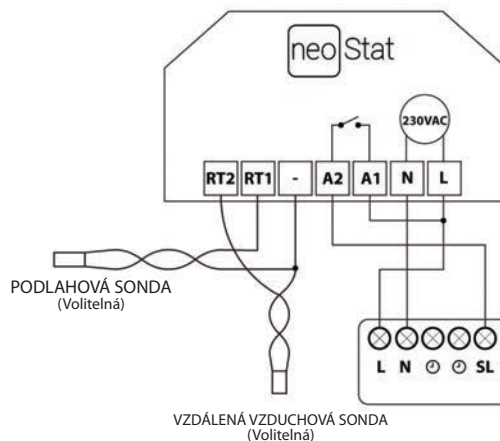 neoStat
230VAC
RT2 RT1 - A2 A1 N L
PODLAHOVÁ SONDA
(Volitelná)
L N SL
VZDÁLENÁ VZDUCHOVÁ SONDA
(Volitelná)